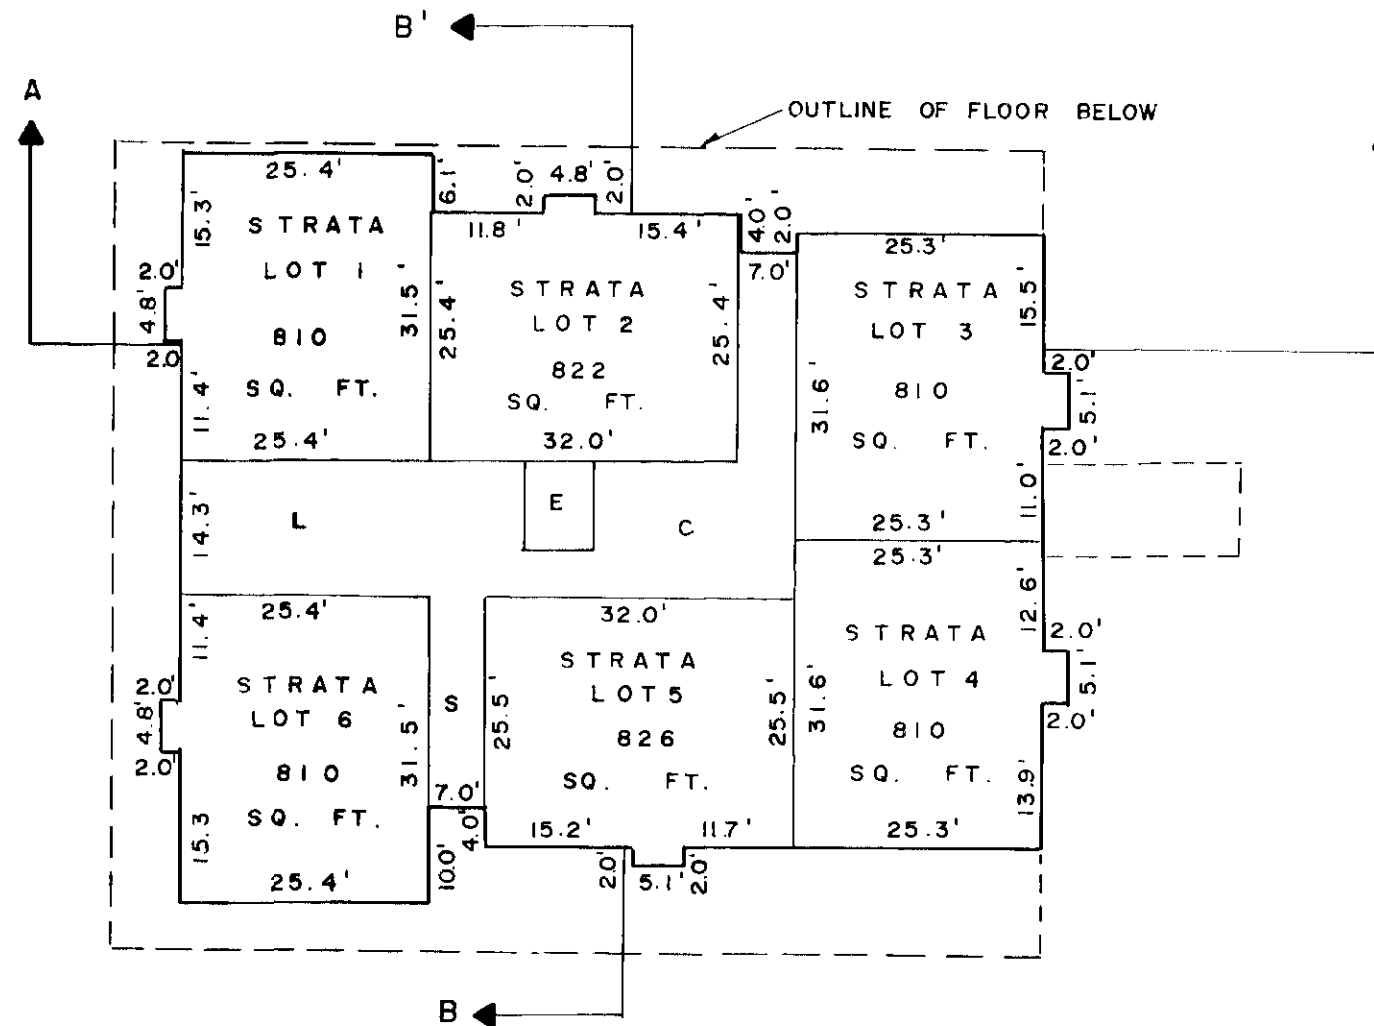 B'
A
OUTLINE OF FLOOR BELOW
25.4'
6.1'
2.0'
4.8'
2.0'
15.3'
STRATA
LOT 1
810
SQ. FT.
31.5'
2.0'
4.8'
2.0
11.4'
25.4'
11.8'
15.4'
4.0'
2.0'
7.0'
25.4'
STRATA
LOT 2
822
SQ. FT.
25.4'
32.0'
25.3'
STRATA
LOT 3
810
SQ. FT.
15.5'
31.6'
2.0'
5.1'
2.0'
11.0'
25.3'
14.3'
L
E
C
25.4'
11.4'
STRATA
LOT 6
810
SQ. FT.
31.5'
2.0'
4.8'
2.0'
15.3
25.4'
S
7.0'
4.0'
10.0'
32.0'
25.5'
STRATA
LOT 5
826
SQ. FT.
25.5'
15.2'
11.7'
2.0'
5.1'
2.0'
25.3'
12.6'
STRATA
LOT 4
810
SQ. FT.
31.6'
2.0'
5.1'
2.0'
13.9'
25.3'
B